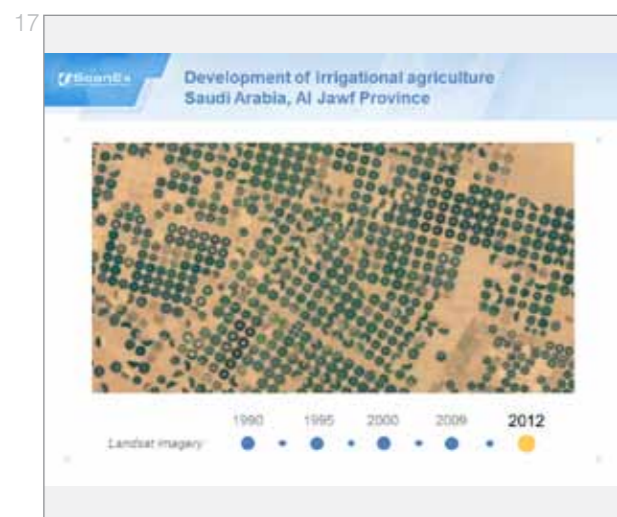 17
ScanEx
Development of irrigational agriculture
Saudi Arabia, Al Jawf Province
1990 1995 2000 2009 2012
Landsat imagery